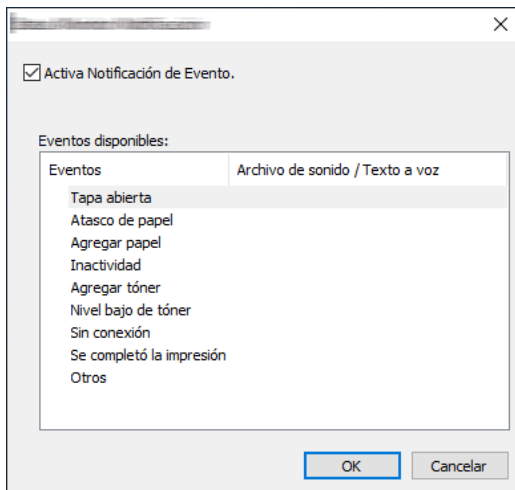 Activa Notificación de Evento.
Eventos disponibles:
Eventos Archivo de sonido / Texto a voz
Tapa abierta
Atasco de papel
Agregar papel
Inactividad
Agregar tóner
Nivel bajo de tóner
Sin conexión
Se completó la impresión
Otros
OK Cancelar